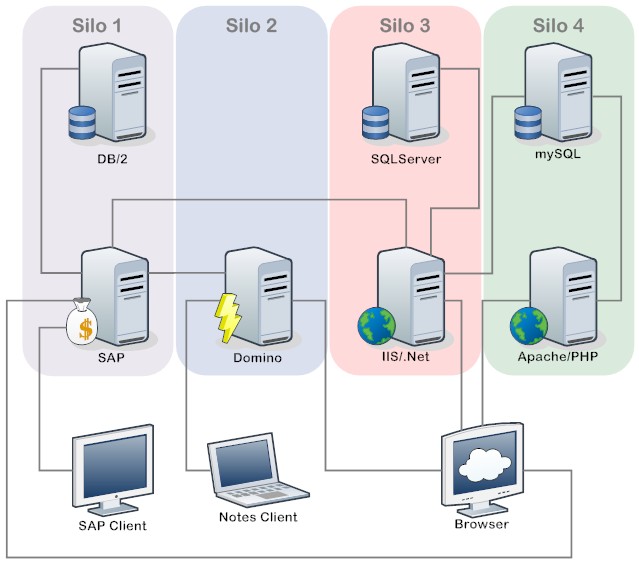 Silo 1
Silo 2
Silo 3
Silo 4
DB/2
SQLServer
mySQL
$
SAP
Domino
IIS/.Net
Apache/PHP
SAP Client
Notes Client
Browser